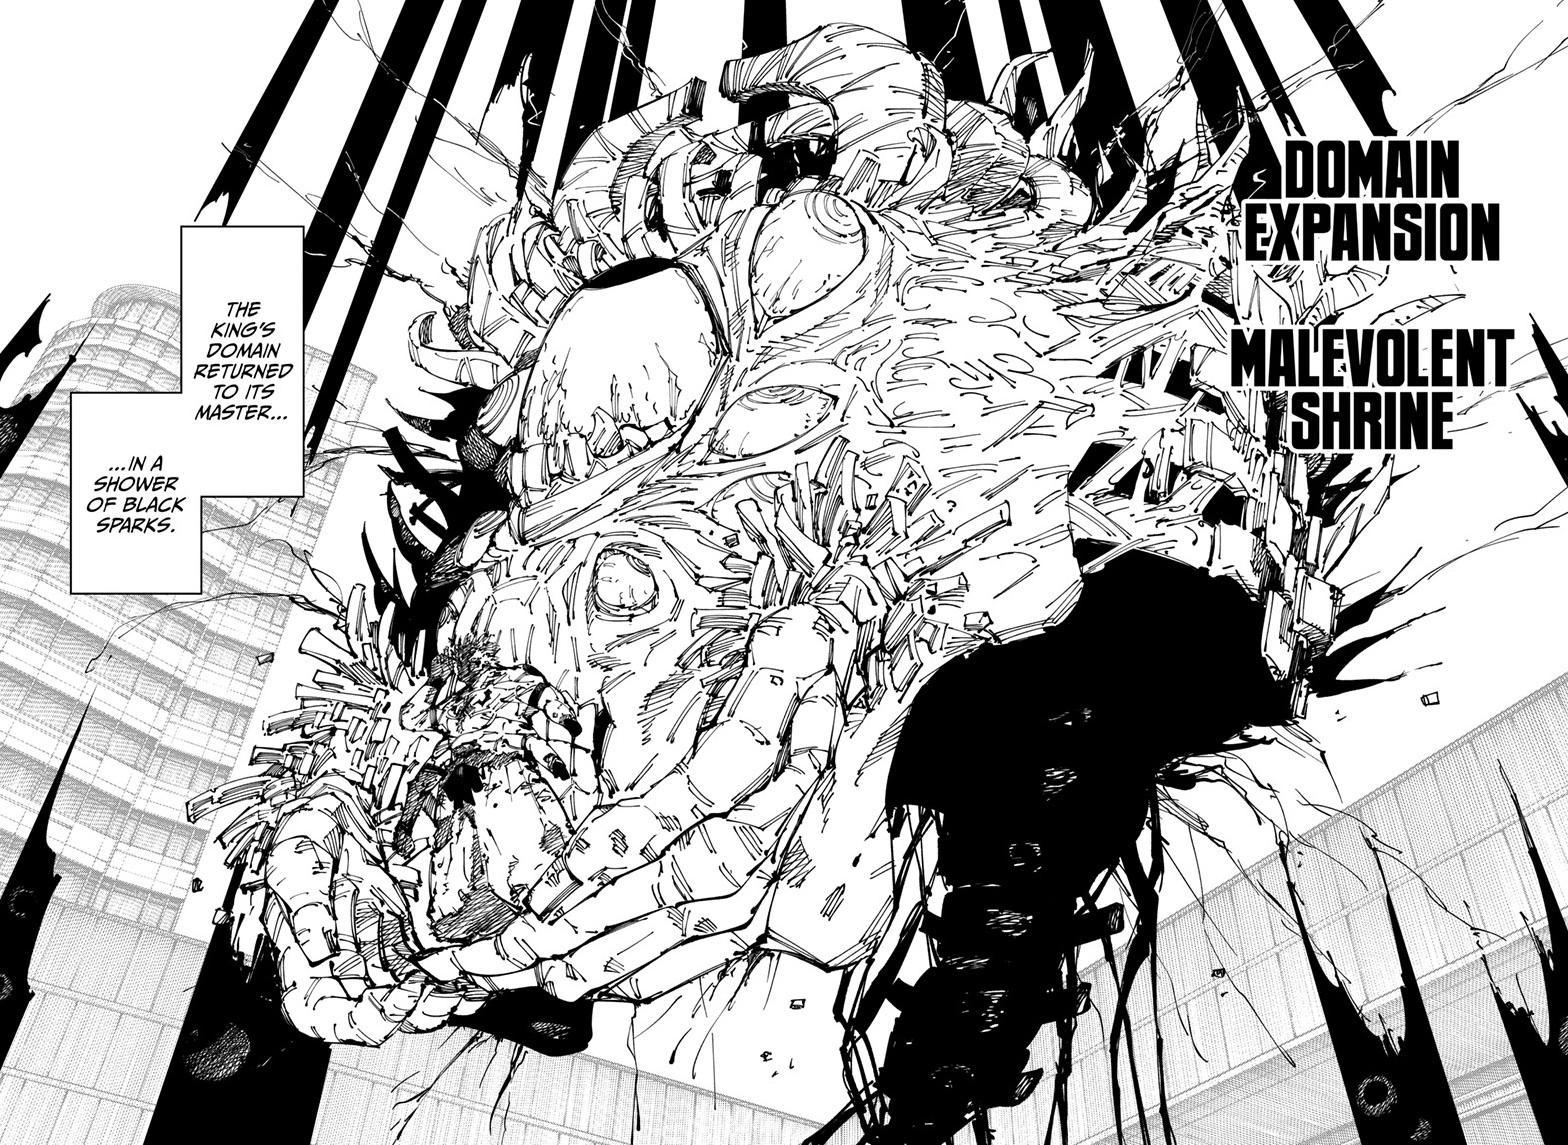 DOMAIN
EXPANSION
MALEVOLENT
SHRINE
THE
KING'S
DOMAIN
RETURNED
TO ITS
MASTER...
...IN A
SHOWER
OF BLACK
SPARKS.